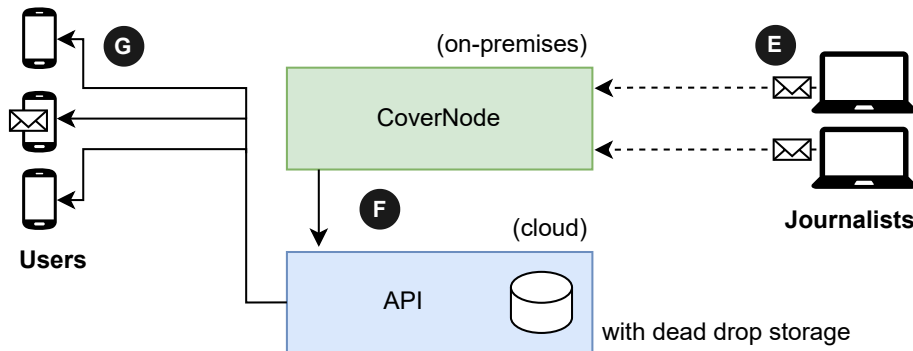 G
(on-premises)
E
CoverNode
F
Users
Journalists
(cloud)
API
with dead drop storage